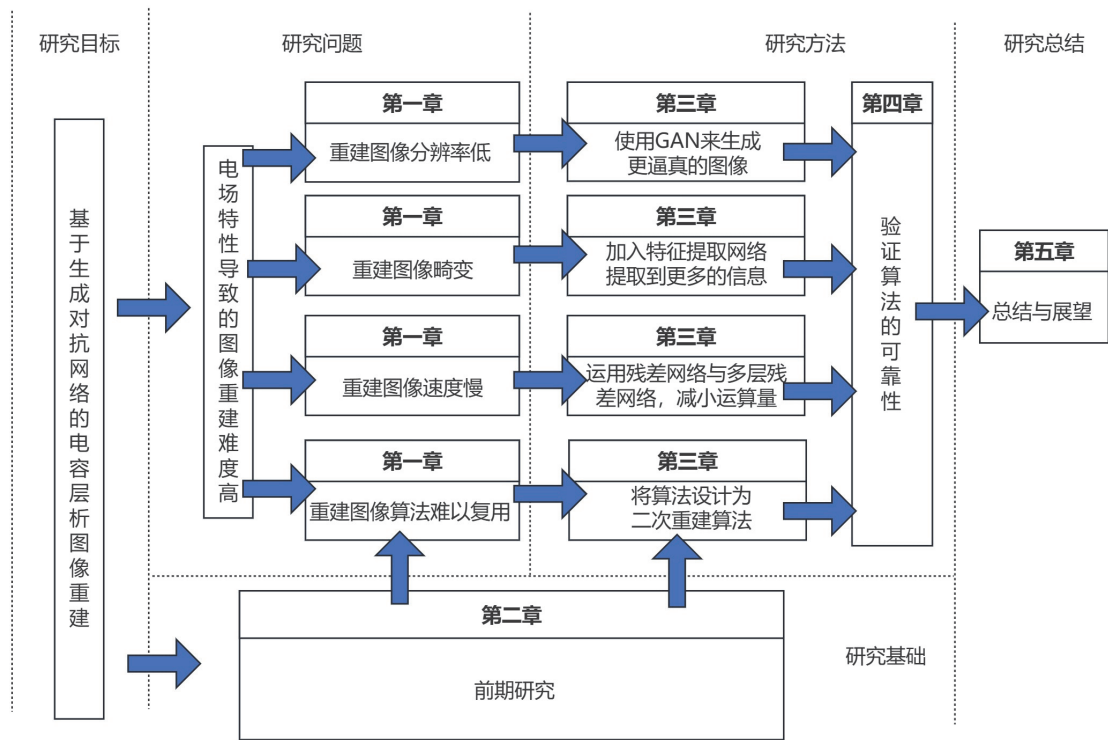 研究目标
研究问题
研究方法
研究总结
基于生成对抗网络的电容层析图像重建
电场特性导致的图像重建难度高
第一章
重建图像分辨率低
第三章
使用GAN来生成
更逼真的图像
第一章
重建图像畸变
第三章
加入特征提取网络
提取到更多的信息
第一章
重建图像速度慢
第三章
运用残差网络与多层残
差网络，减小运算量
第一章
重建图像算法难以复用
第三章
将算法设计为
二次重建算法
第四章
验证算法的可靠性
第五章
总结与展望
第二章
前期研究
研究基础